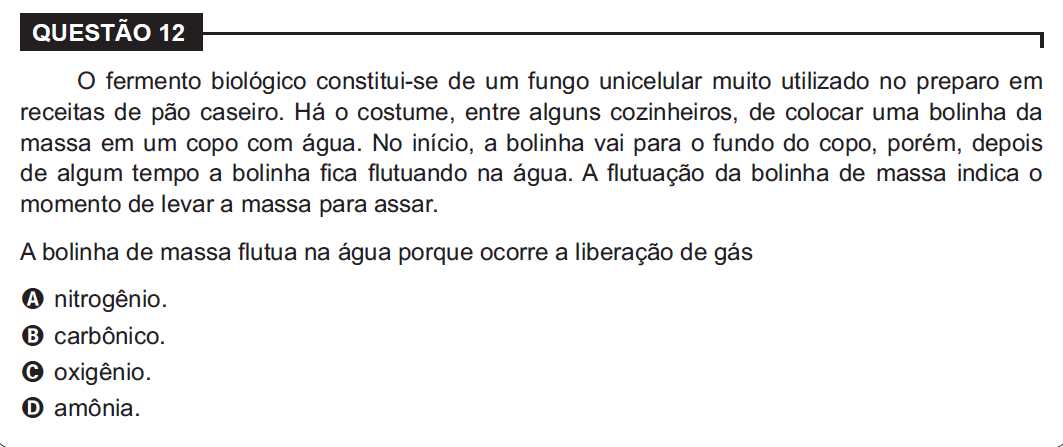 QUESTÃO 12
O fermento biológico constitui-se de um fungo unicelular muito utilizado no preparo em
receitas de pão caseiro. Há o costume, entre alguns cozinheiros, de colocar uma bolinha da
massa em um copo com água. No início, a bolinha vai para o fundo do copo, porém, depois
de algum tempo a bolinha fica flutuando na água. A flutuação da bolinha de massa indica o
momento de levar a massa para assar.
A bolinha de massa flutua na água porque ocorre a liberação de gás
A nitrogênio.
B carbônico.
C oxigênio.
D amônia.